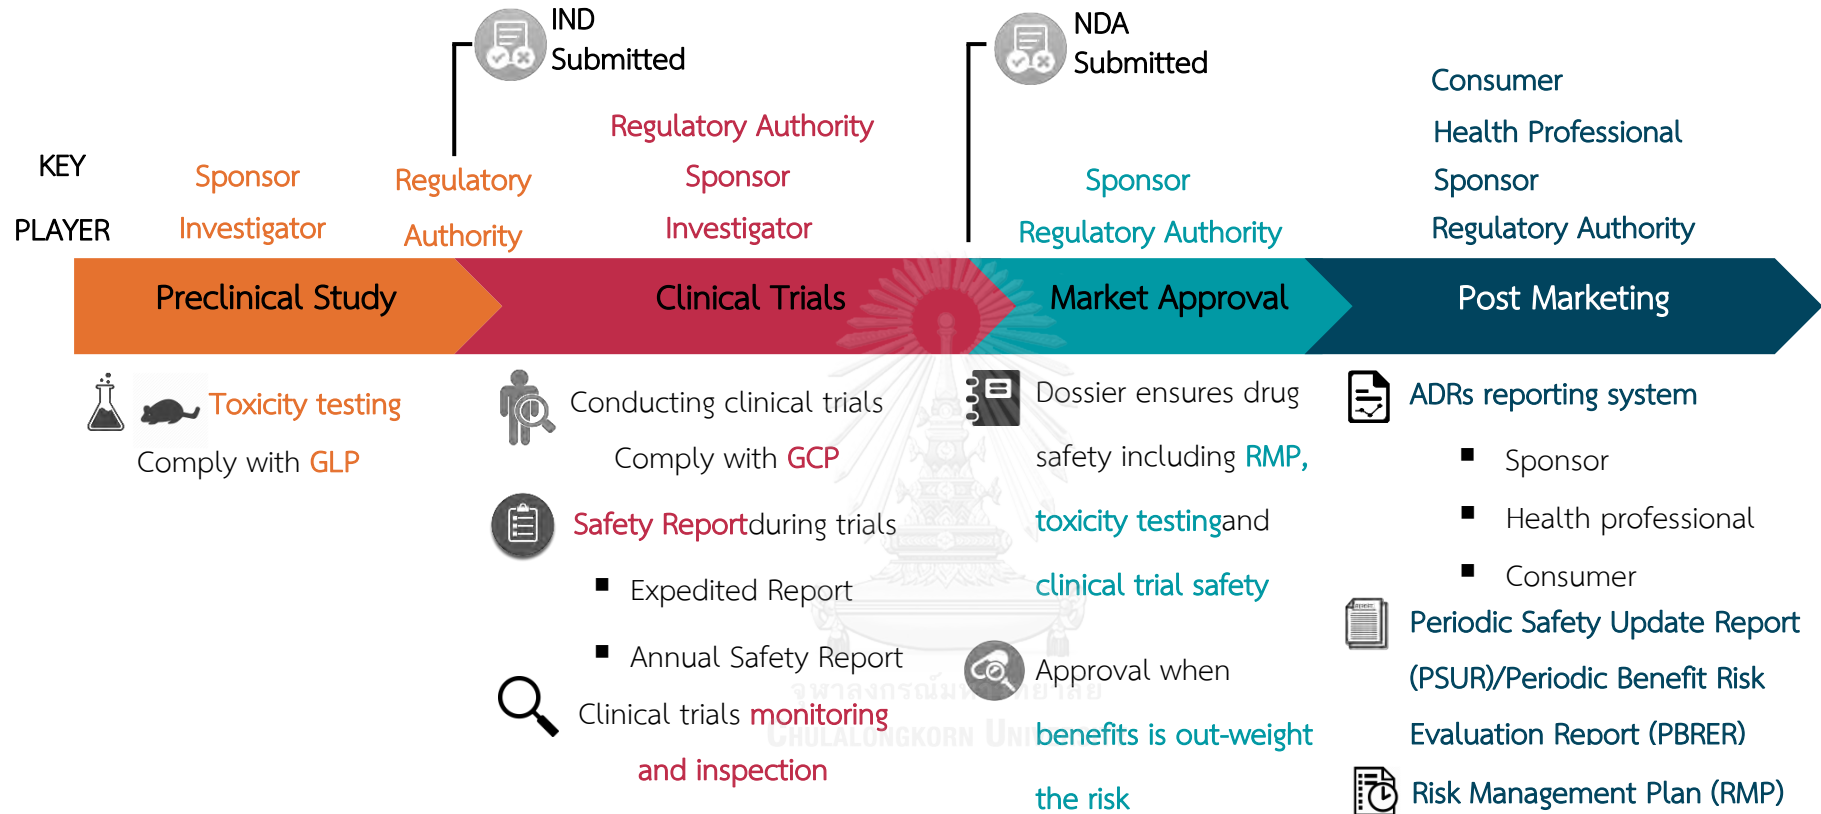 IND
Submitted
NDA
Submitted
KEY
PLAYER
Sponsor
Investigator
Regulatory
Authority
Regulatory Authority
Sponsor
Investigator
Sponsor
Regulatory Authority
Consumer
Health Professional
Sponsor
Regulatory Authority
Preclinical Study
Clinical Trials
Market Approval
Post Marketing
Toxicity testing
Comply with GLP
Conducting clinical trials
Comply with GCP
Safety Reportduring trials
▪ Expedited Report
▪ Annual Safety Report
Clinical trials monitoring
and inspection
Dossier ensures drug
safety including RMP,
toxicity testingand
clinical trial safety
Approval when
benefits is out-weight
the risk
ADRs reporting system
▪ Sponsor
▪ Health professional
▪ Consumer
REPORT
Periodic Safety Update Report
(PSUR)/Periodic Benefit Risk
Evaluation Report (PBRER)
Risk Management Plan (RMP)
CHULALONGKORN